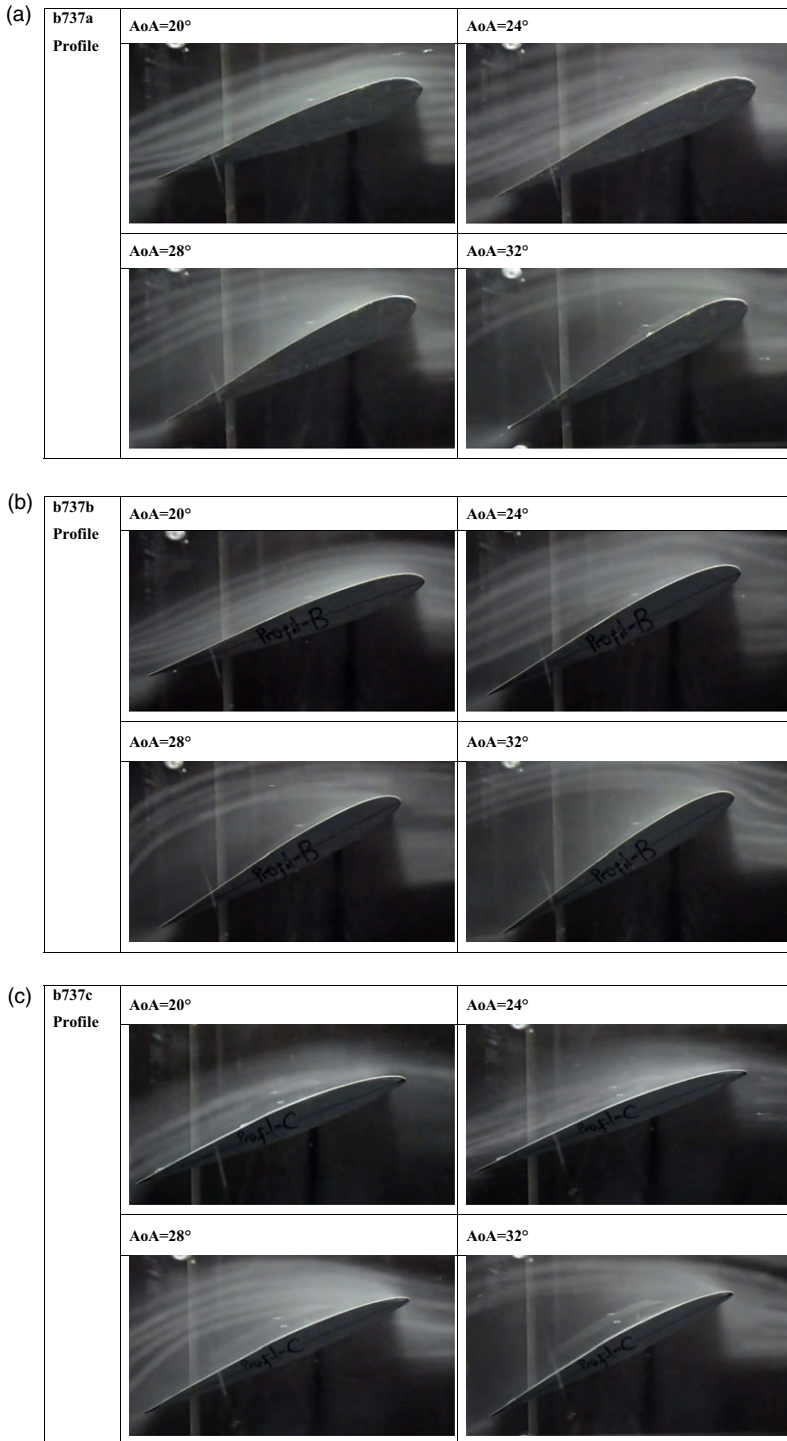 (a)
b737a
Profile
AoA=20°
AoA=24°
AoA=28°
AoA=32°
(b)
b737b
Profile
AoA=20°
AoA=24°
Profil-B
Profil-B
AoA=28°
AoA=32°
Profil-B
Profil-B
(c)
b737c
Profile
AoA=20°
AoA=24°
Profil-C
Profil-C
AoA=28°
AoA=32°
Profil-C
Profil-C